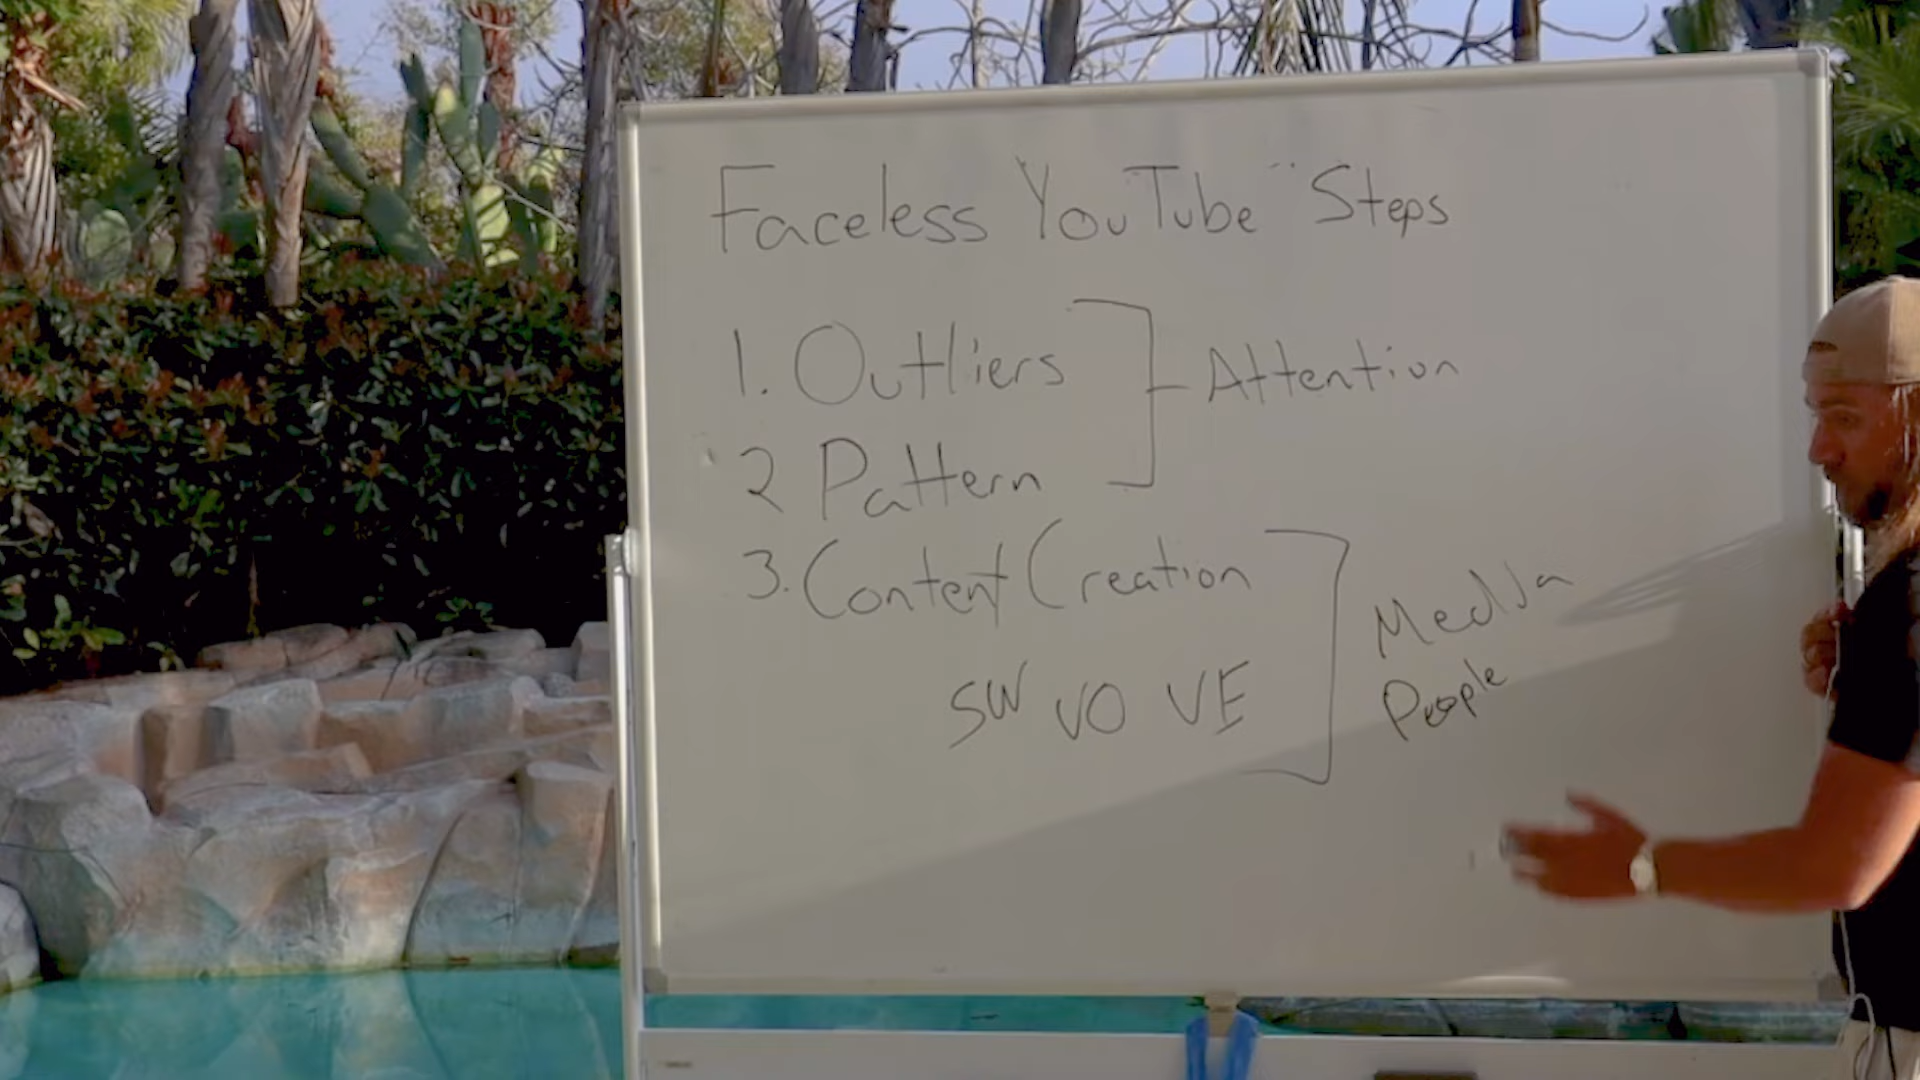 Faceless YouTube Steps
1. Outliers
Attention
2 Pattern
3. Content Creation
Media
People
SW VO VE